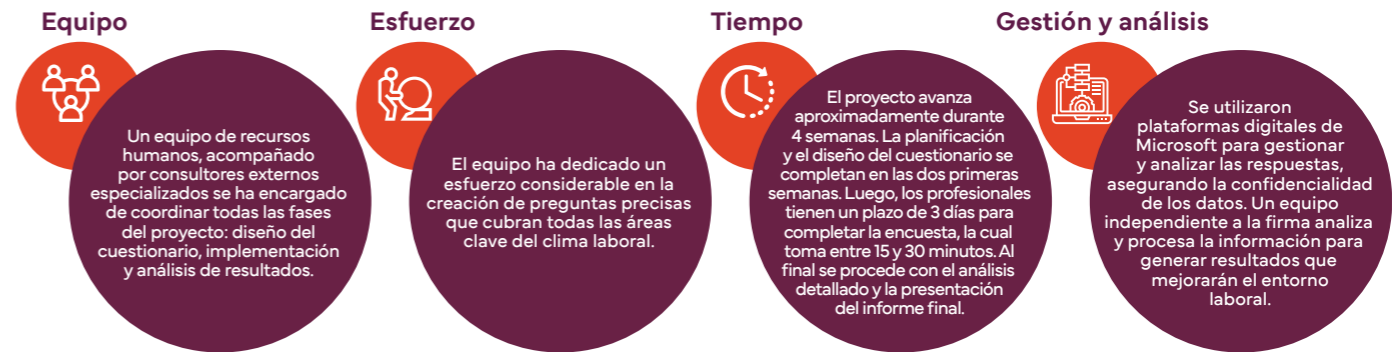 Equipo
Un equipo de recursos
humanos, acompañado
por consultores externos
especializados se ha encargado
de coordinar todas las fases
del proyecto: diseño del
cuestionario, implementación
y análisis de resultados.
Esfuerzo
El equipo ha dedicado un
esfuerzo considerable en la
creación de preguntas precisas
que cubran todas las áreas
clave del clima laboral.
Tiempo
El proyecto avanza
aproximadamente durante
4 semanas. La planificación
y el diseño del cuestionario se
completan en las dos primeras
semanas. Luego, los profesionales
tienen un plazo de 3 días para
completar la encuesta, la cual
toma entre 15 y 30 minutos. Al
final se procede con el análisis
detallado y la presentación
del informe final.
Gestión y análisis
Se utilizaron
plataformas digitales de
Microsoft para gestionar
y analizar las respuestas,
asegurando la confidencialidad
de los datos. Un equipo
independiente a la firma analiza
y procesa la información para
generar resultados que
mejorarán el entorno
laboral.